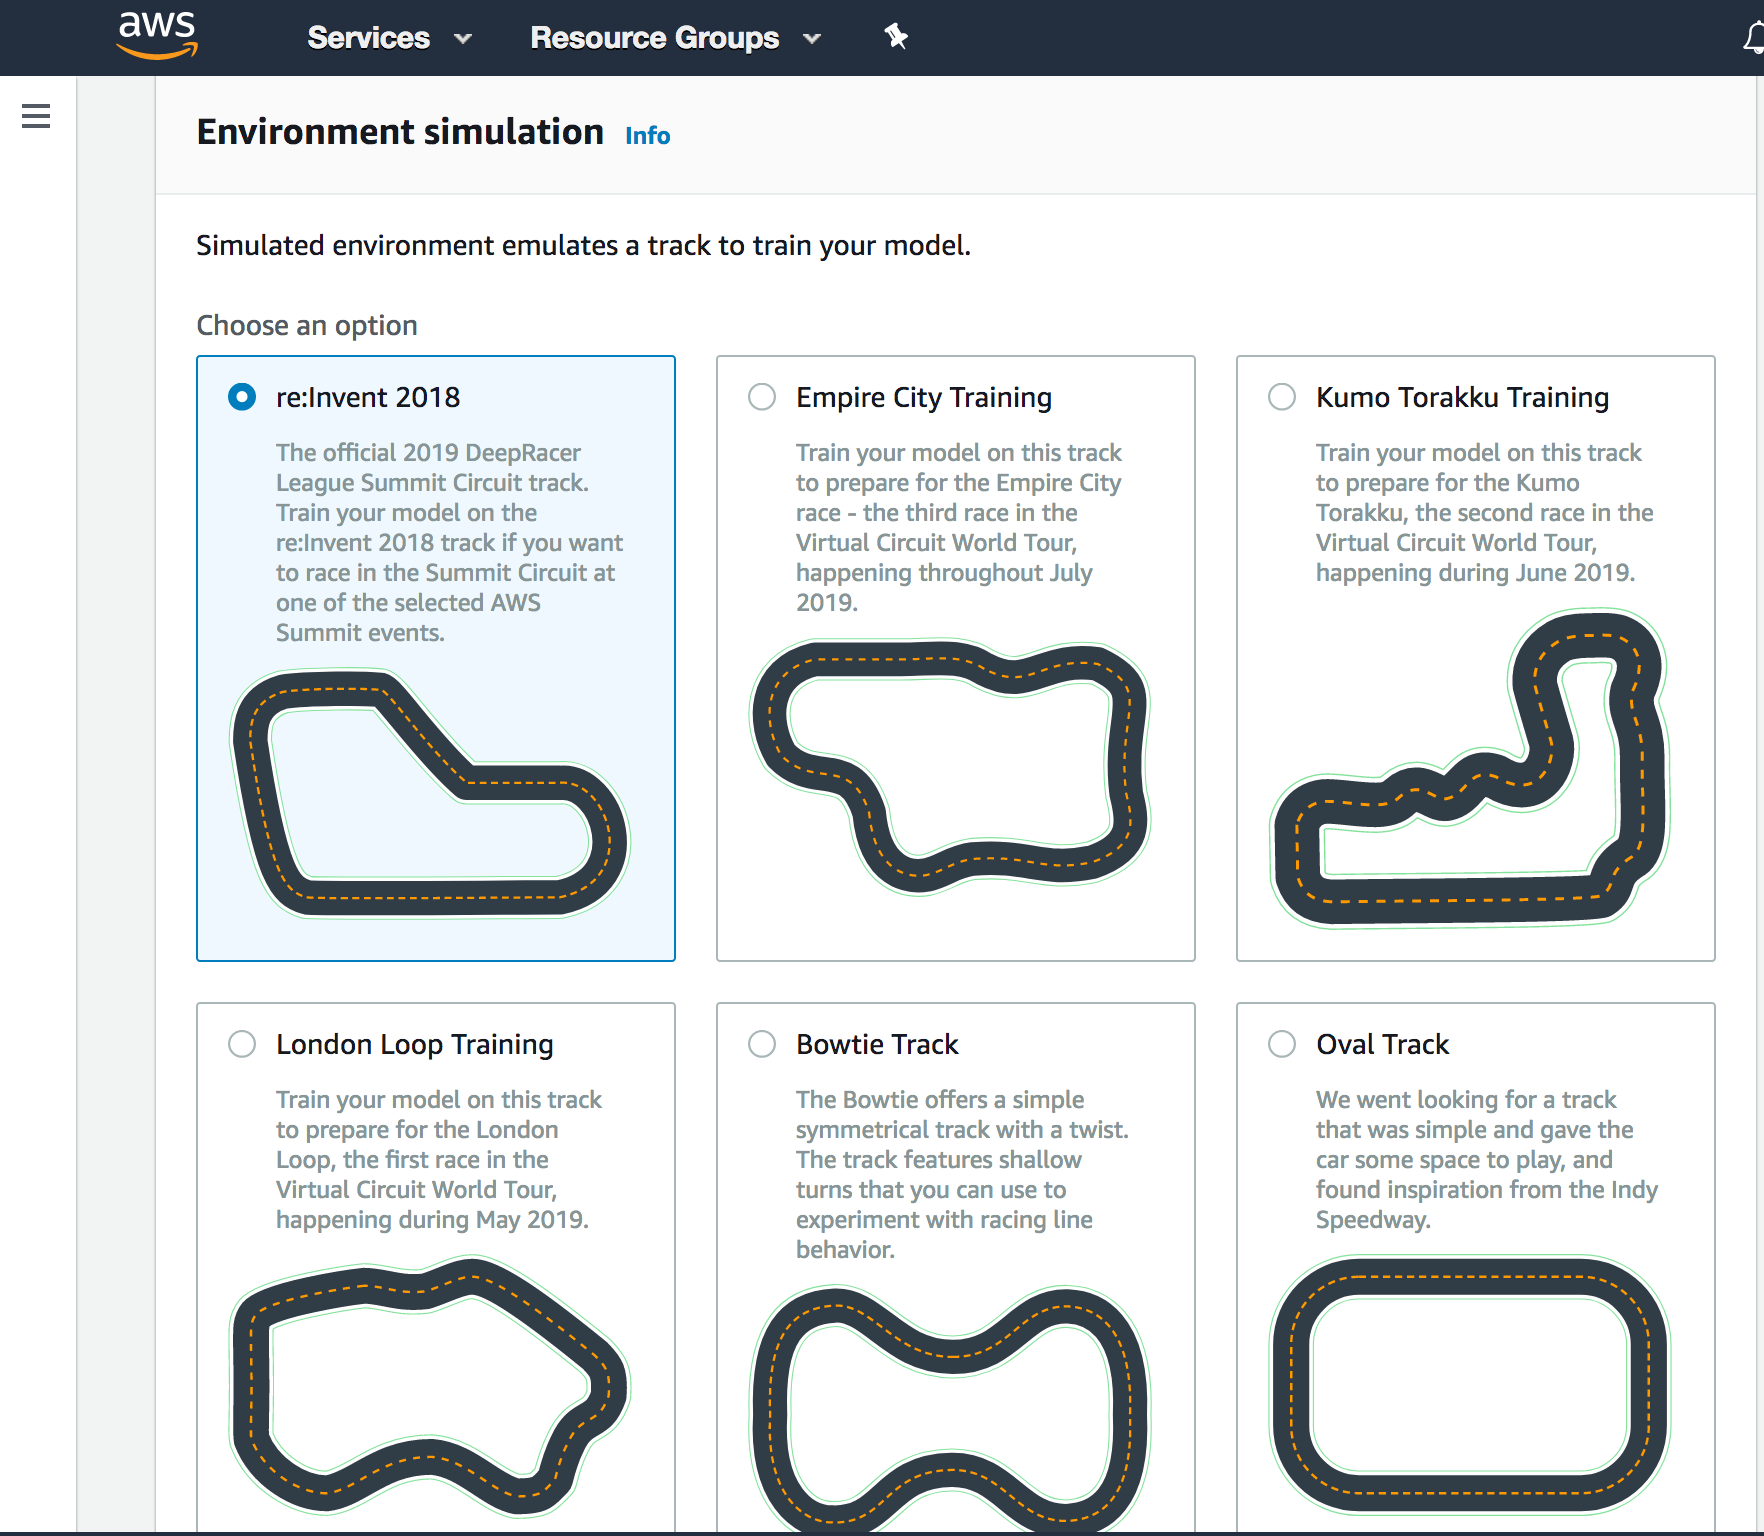 aws
Services
Resource Groups
Environment simulation Info
Simulated environment emulates a track to train your model.
Choose an option
re:Invent 2018
The official 2019 DeepRacer
League Summit Circuit track.
Train your model on the
re:Invent 2018 track if you want
to race in the Summit Circuit at
one of the selected AWS
Summit events.
Empire City Training
Train your model on this track
to prepare for the Empire City
race - the third race in the
Virtual Circuit World Tour,
happening throughout July
2019.
Kumo Torakku Training
Train your model on this track
to prepare for the Kumo
Torakku, the second race in the
Virtual Circuit World Tour,
happening during June 2019.
London Loop Training
Train your model on this track
to prepare for the London
Loop, the first race in the
Virtual Circuit World Tour,
happening during May 2019.
Bowtie Track
The Bowtie offers a simple
symmetrical track with a twist.
The track features shallow
turns that you can use to
experiment with racing line
behavior.
Oval Track
We went looking for a track
that was simple and gave the
car some space to play, and
found inspiration from the Indy
Speedway.